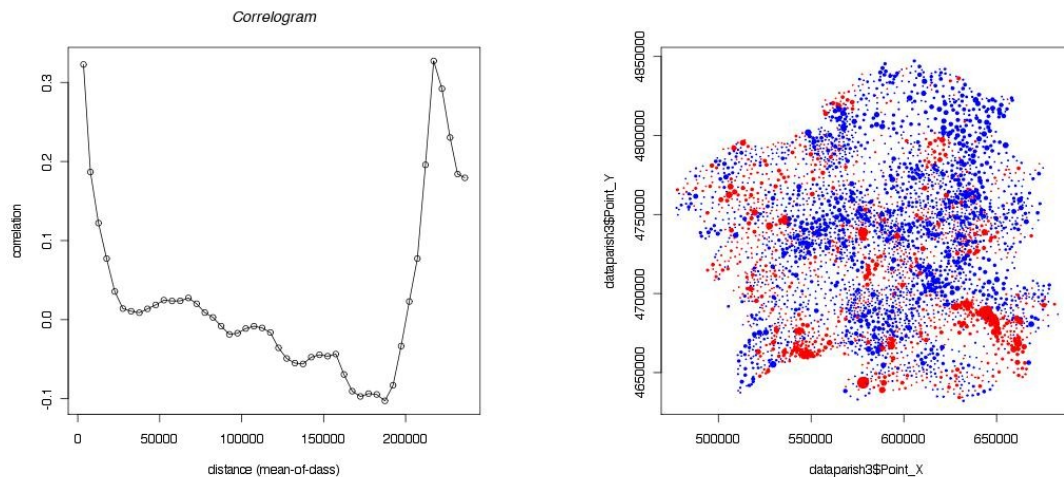 Correlogram
0.3
0.2
0.1
0.0
-0.1
correlation
0 50000 100000 150000 200000
distance (mean-of-class)
4850000
4800000
4750000
4700000
4650000
dataparish3$Point_Y
500000 550000 600000 650000
dataparish3$Point_X